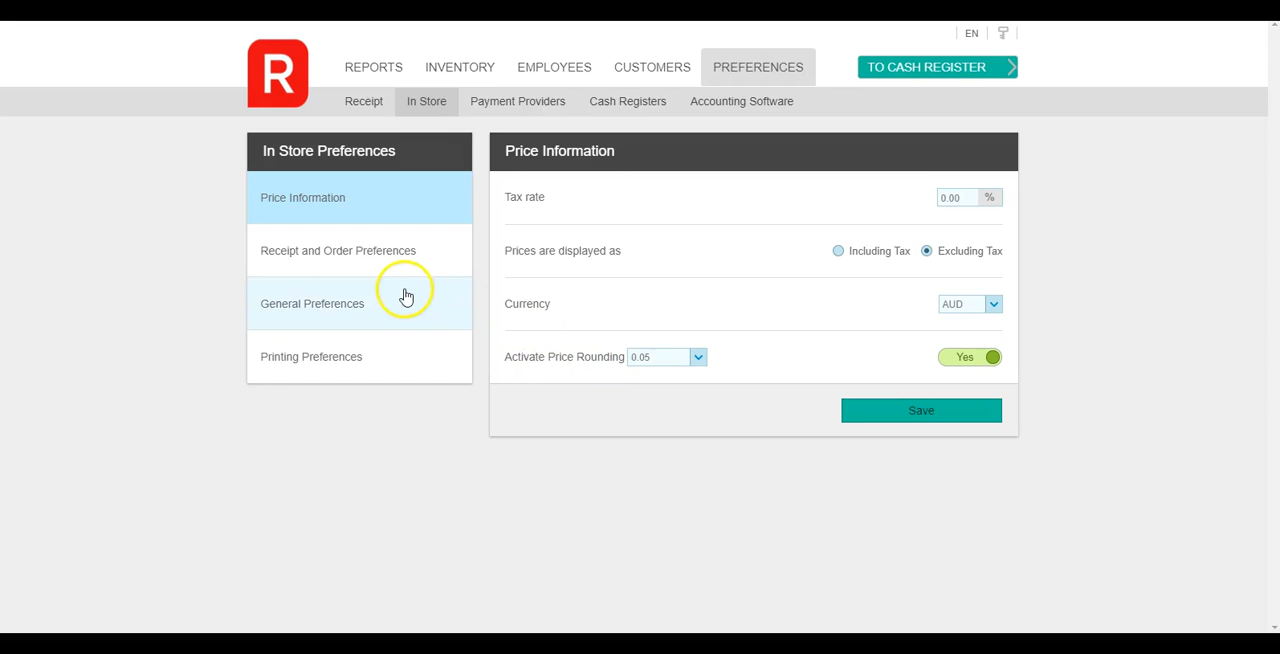 EN
R
REPORTS INVENTORY EMPLOYEES CUSTOMERS PREFERENCES TO CASH REGISTER
Receipt In Store Payment Providers Cash Registers Accounting Software
In Store Preferences
Price Information
Receipt and Order Preferences
General Preferences
Printing Preferences
Price Information
Tax rate 0.00 %
Prices are displayed as Including Tax Excluding Tax
Currency AUD
Activate Price Rounding 0.05 Yes
Save